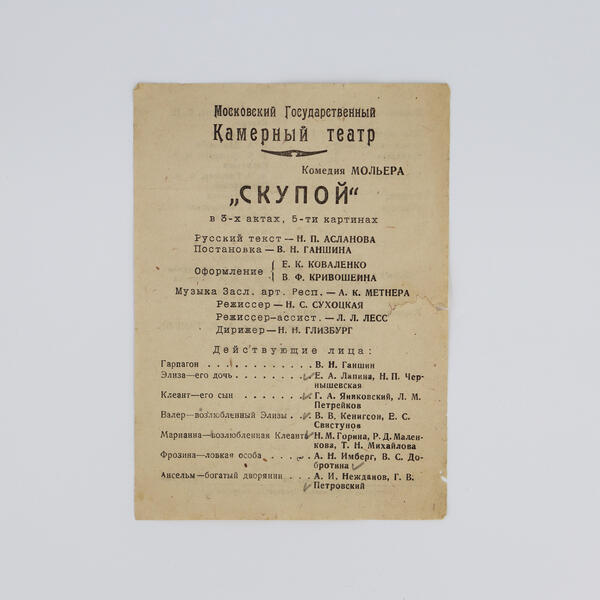 Московский Государственный
Камерный театр
Комедия МОЛЬЕРА
„СКУПОЙ“
в 3-х актах, 5-ти картинах
Русский текст — Н. П. АСЛАНОВА
Постановка — В. Н. ГАНШИНА
Оформление { Е. К. КОВАЛЕНКО
В. Ф. КРИВОШЕИНА
Музыка Засл. арт. Респ. — А. К. МЕТНЕРА
Режиссер — Н. С. СУХОЦКАЯ
Режиссер-ассист. — Л. Л. ЛЕСС
Дирижер — Н. Н. ГЛИЗБУРГ
Действующие лица:
Гарпагон . . . . . . . . . . . . В. Н. Ганшин
Элиза—его дочь . . . . . . . . Е. А. Лапина, Н. П. Чер-
нышевская
Клеант—его сын . . . . . . . . Г. А. Яниковский, Л. М.
Петрейков
Валер—возлюбленный Элизы . . В. В. Кенигсон, Е. С.
Свистунов
Марианна—возлюбленная Клеанта Н. М. Горина, Р. Д. Мален-
кова, Т. Н. Михайлова
Фрозина—ловкая особа . . . . . А. Н. Имберг, В. С. До-
бротина
Ансельм—богатый дворянин . . . А. И. Нежданов, Г. В.
Петровский